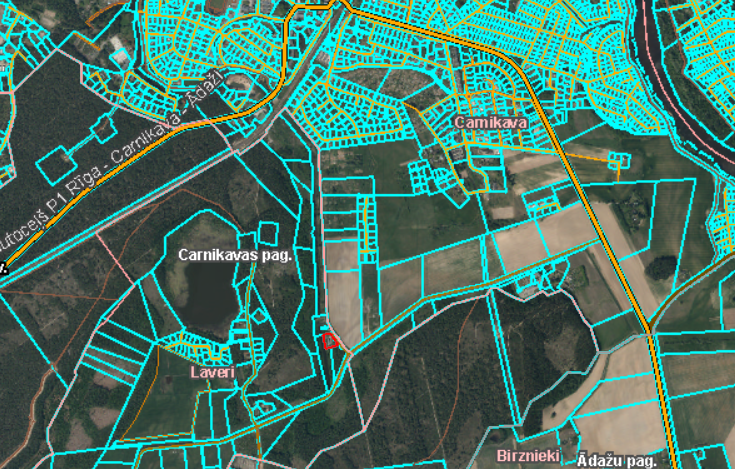 Autoceļš P1 Rīga - Carnikava - Ādaži
Carnikava
Carnikavas pag.
Laveri
Birznieki
Ādažu pag.